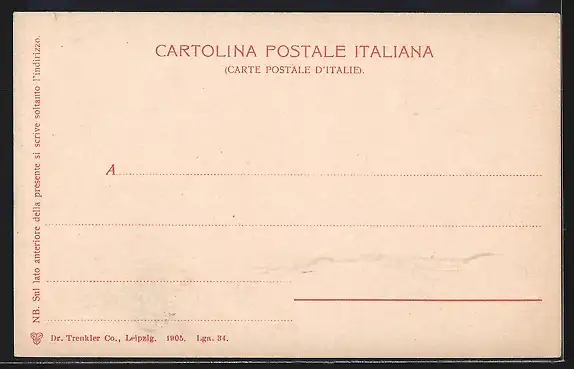 CARTOLINA POSTALE ITALIANA
(CARTE POSTALE D'ITALIE).
A
NB. Sul lato anteriore della presente si scrive soltanto l'indirizzo.
Dr. Trenkler Co., Leipzig. 1905. Lgn. 34.